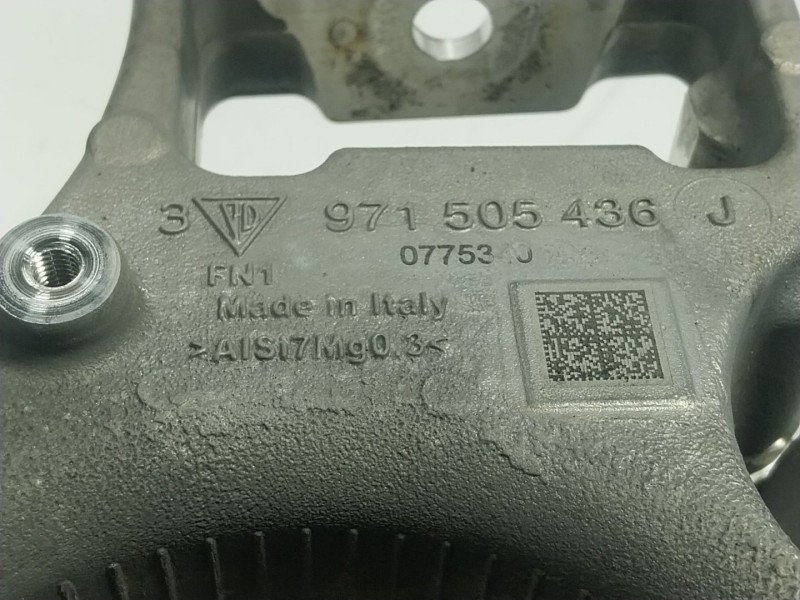 3 971 505 436 J
FN1
Made in Italy
>AlSi7Mg0.3<